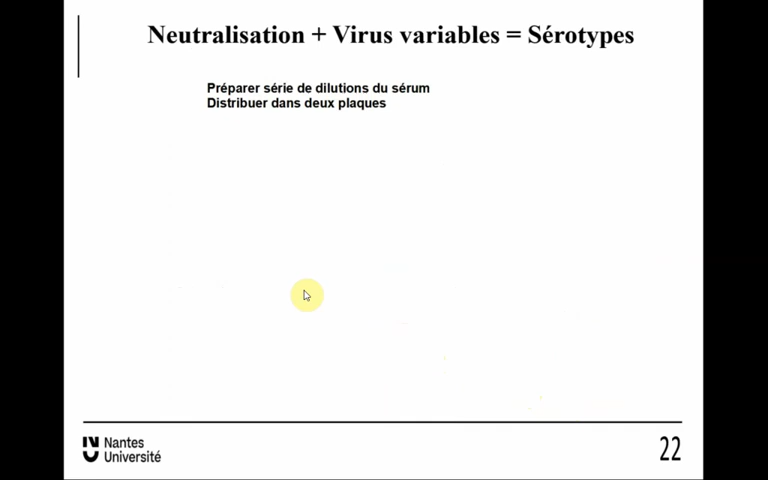 Neutralisation + Virus variables = Sérotypes
Préparer série de dilutions du sérum
Distribuer dans deux plaques
Nantes
Université
22